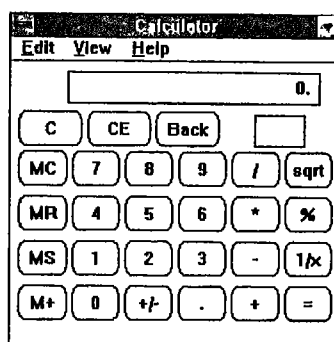 Calculator
Edit View Help
0.
C CE Back
MC 7 8 9 / sqrt
MR 4 5 6 * %
MS 1 2 3 - 1/x
M+ 0 +/- . + =